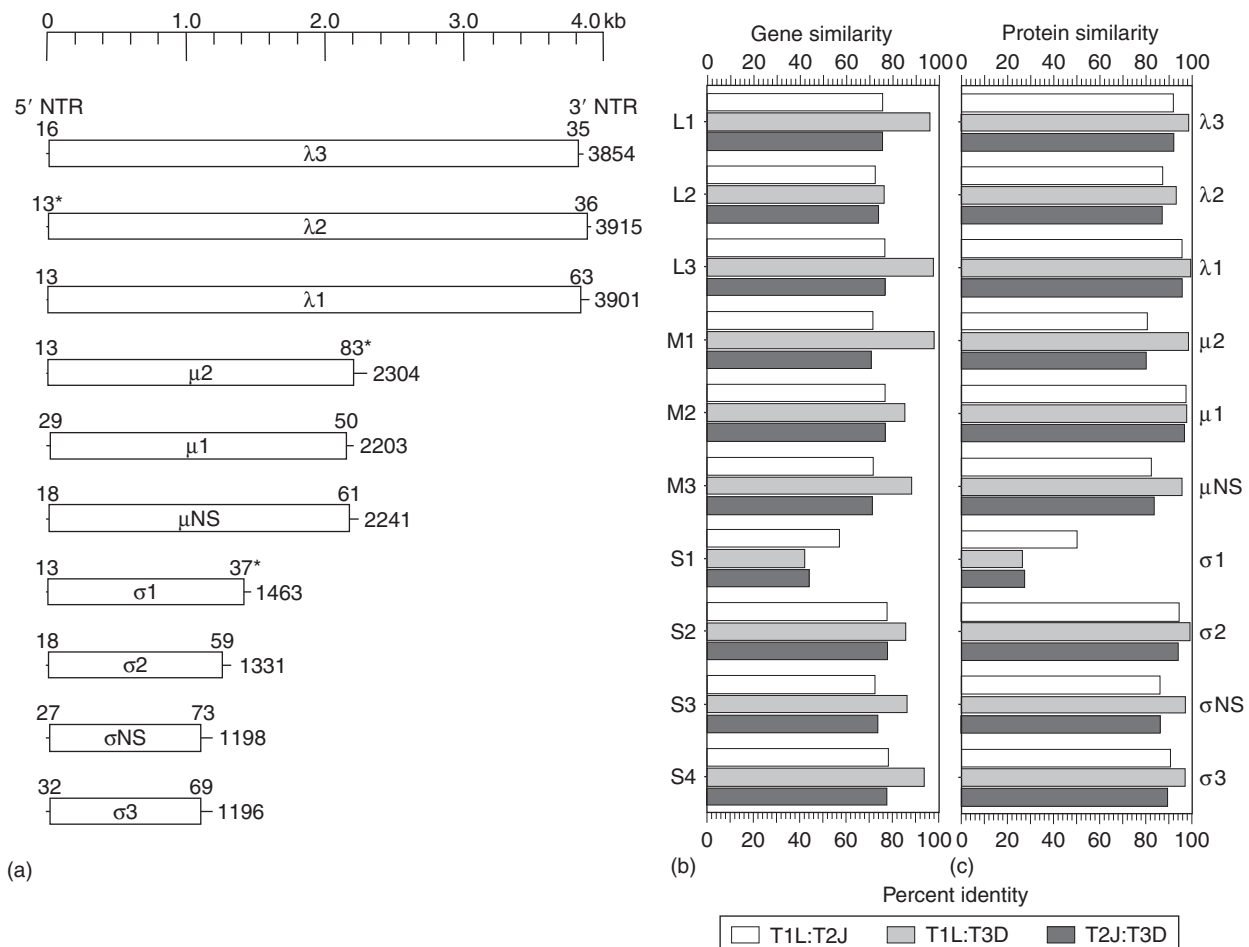 0 1.0 2.0 3.0 4.0 kb
5′ NTR 3′ NTR
16 35
λ3 3854
13* 36
λ2 3915
13 63
λ1 3901
13 83*
μ2 2304
29 50
μ1 2203
18 61
μNS 2241
13 37*
σ1 1463
18 59
σ2 1331
27 73
σNS 1198
32 69
σ3 1196
(a)
Gene similarity
0 20 40 60 80 100
L1
L2
L3
M1
M2
M3
S1
S2
S3
S4
0 20 40 60 80 100
(b)
Protein similarity
0 20 40 60 80 100
λ3
λ2
λ1
μ2
μ1
μNS
σ1
σ2
σNS
σ3
0 20 40 60 80 100
(c)
Percent identity
T1L:T2J T1L:T3D T2J:T3D